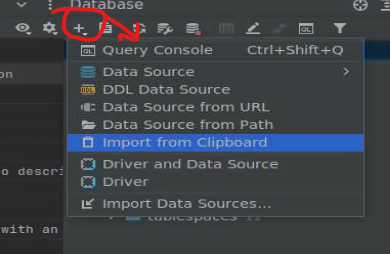 Database
on
Query Console Ctrl+Shift+Q
Data Source
DDL Data Source
Data Source from URL
Data Source from Path
Import from Clipboard
o descri
Driver and Data Source
Driver
Import Data Sources...
tablespaces 11
with an